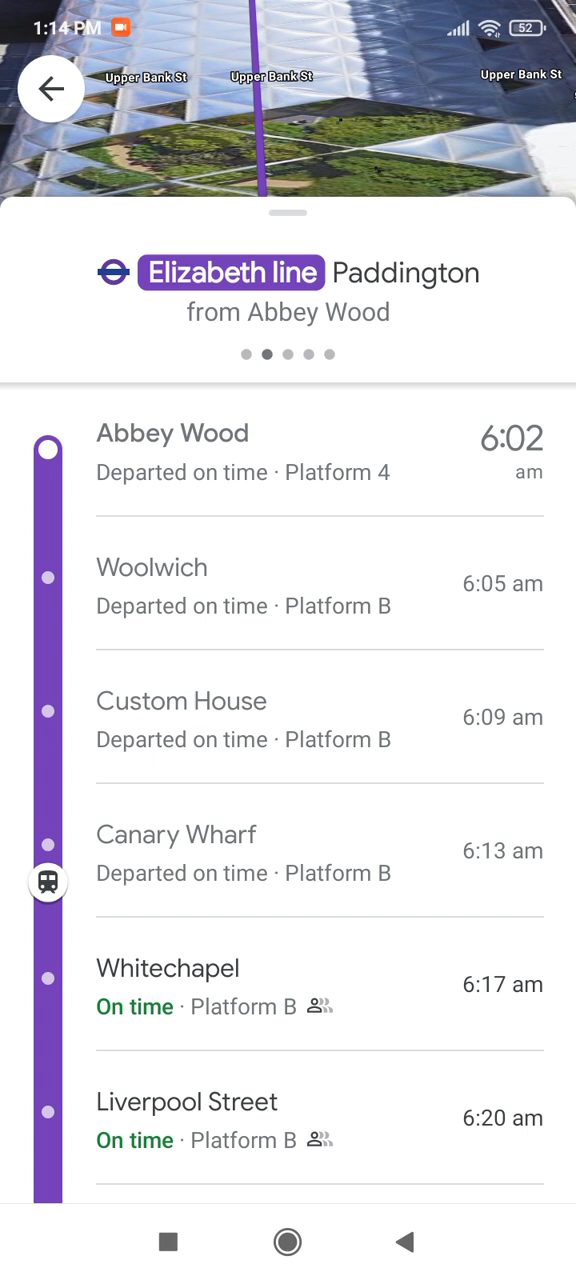 1:14 PM
52
Upper Bank St Upper Bank St Upper Bank St
Elizabeth line Paddington
from Abbey Wood
Abbey Wood
6:02
Departed on time · Platform 4
am
Woolwich
6:05 am
Departed on time · Platform B
Custom House
6:09 am
Departed on time · Platform B
Canary Wharf
6:13 am
Departed on time · Platform B
Whitechapel
6:17 am
On time · Platform B
Liverpool Street
6:20 am
On time · Platform B